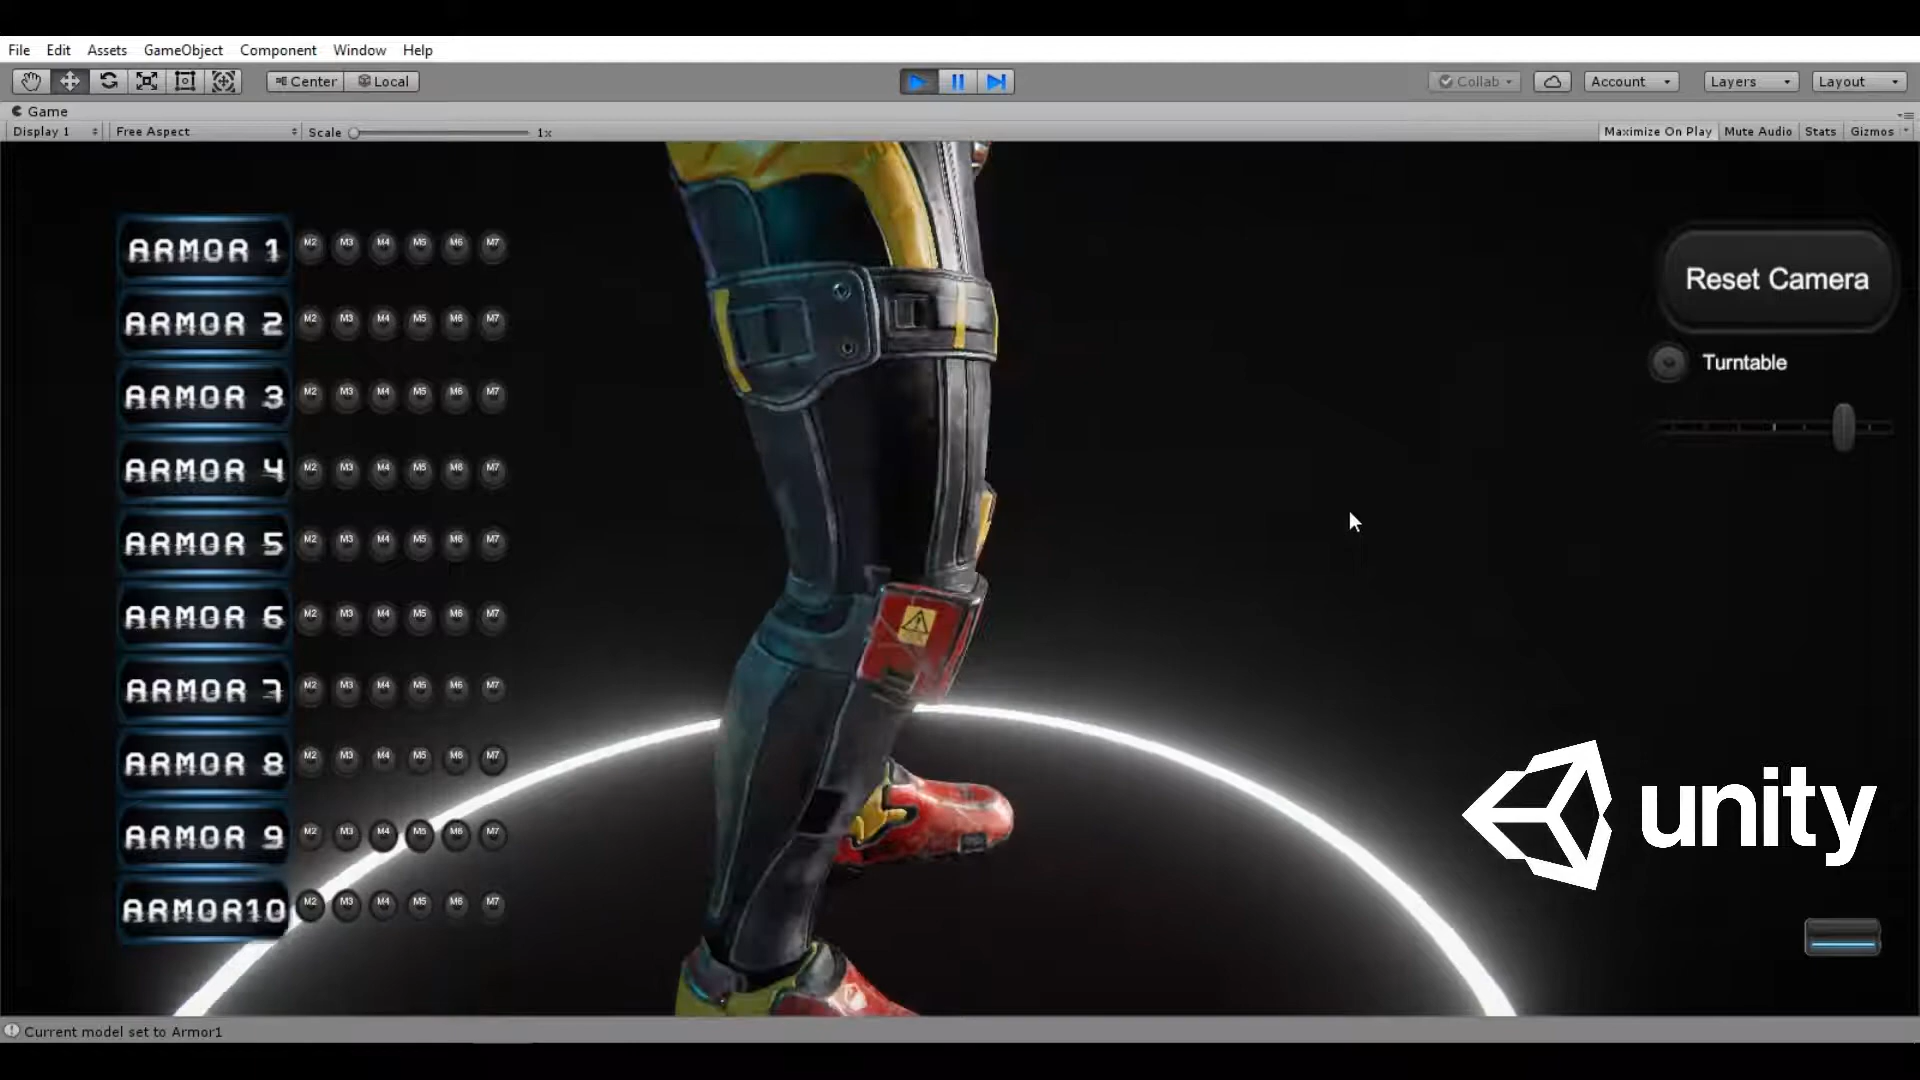 File Edit Assets GameObject Component Window Help
Center Local Collab Account Layers Layout
Game
Display 1 Free Aspect Scale 1x Maximize On Play Mute Audio Stats Gizmos
ARMOR 1 M2 M3 M4 M5 M6 M7
ARMOR 2 M2 M3 M4 M5 M6 M7
ARMOR 3 M2 M3 M4 M5 M6 M7
ARMOR 4 M2 M3 M4 M5 M6 M7
ARMOR 5 M2 M3 M4 M5 M6 M7
ARMOR 6 M2 M3 M4 M5 M6 M7
ARMOR 7 M2 M3 M4 M5 M6 M7
ARMOR 8 M2 M3 M4 M5 M6 M7
ARMOR 9 M2 M3 M4 M5 M6 M7
ARMOR10 M2 M3 M4 M5 M6 M7
Reset Camera
Turntable
unity
Current model set to Armor1